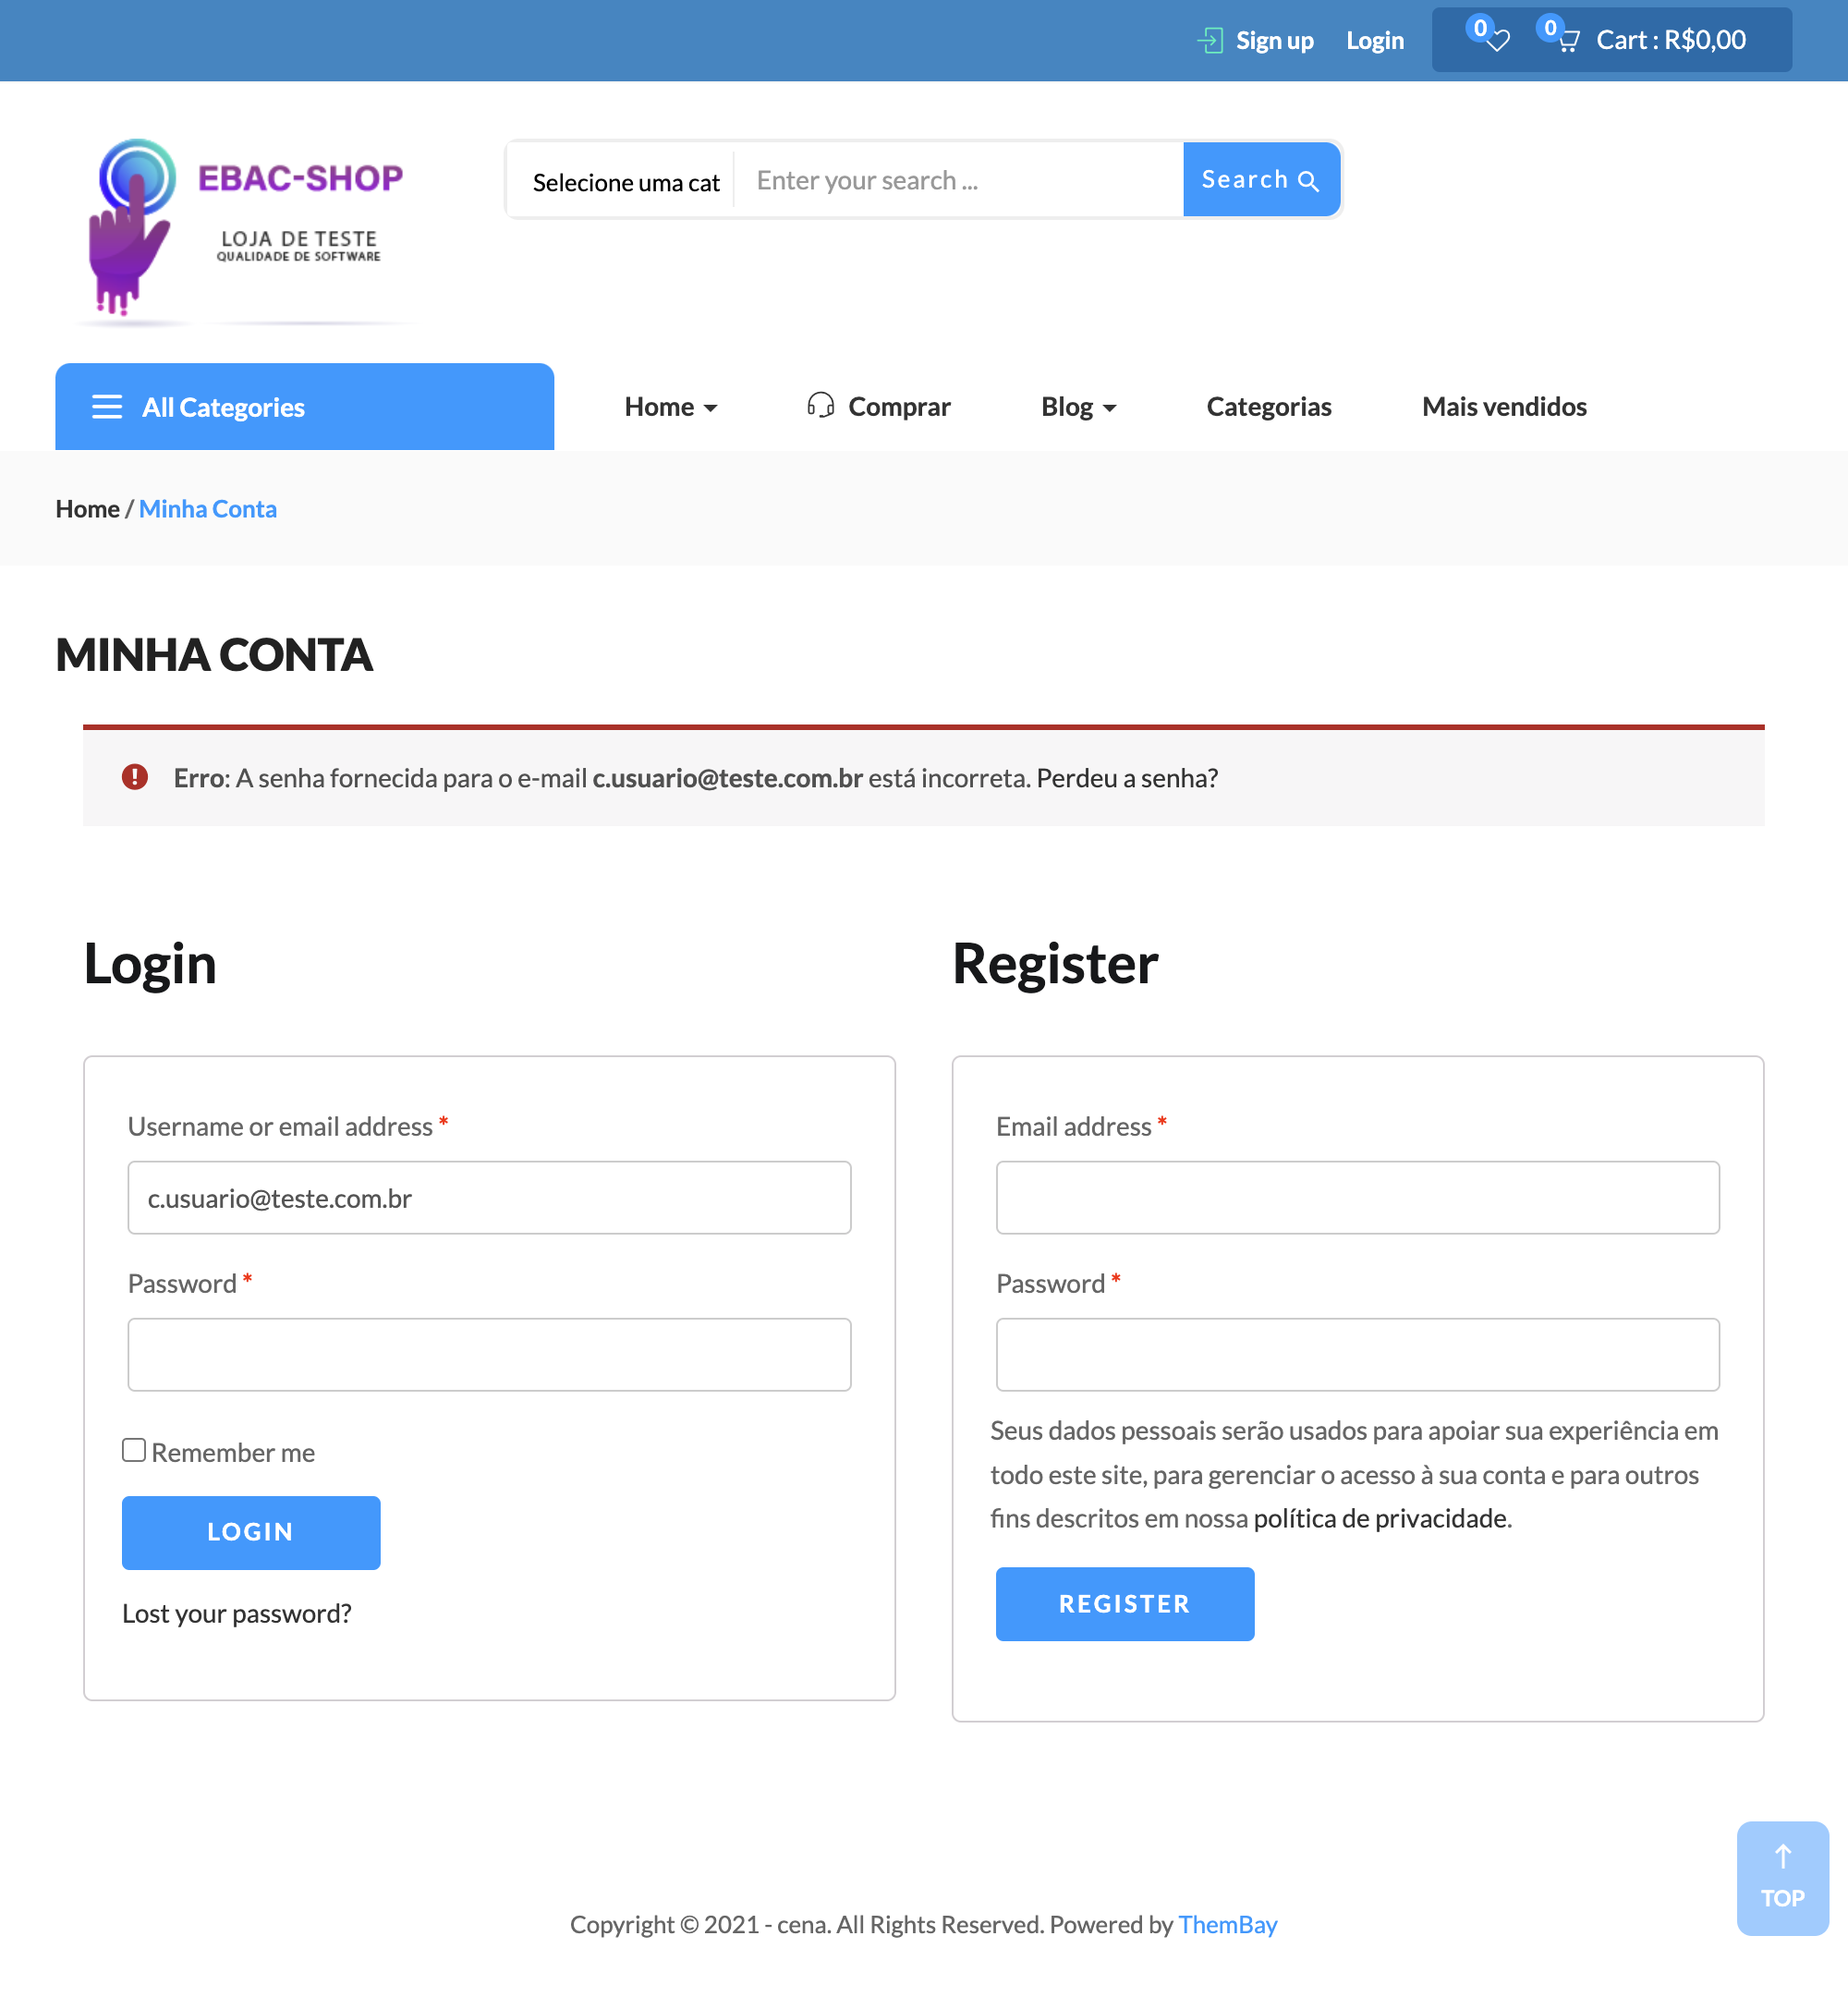 Sign up Login 0 0 Cart : R$0,00
EBAC-SHOP
LOJA DE TESTE
QUALIDADE DE SOFTWARE
Selecione uma cat Enter your search ... Search
All Categories Home Comprar Blog Categorias Mais vendidos
Home / Minha Conta
MINHA CONTA
Erro: A senha fornecida para o e-mail c.usuario@teste.com.br está incorreta. Perdeu a senha?
Login
Username or email address *
c.usuario@teste.com.br
Password *
Remember me
LOGIN
Lost your password?
Register
Email address *
Password *
Seus dados pessoais serão usados para apoiar sua experiência em
todo este site, para gerenciar o acesso à sua conta e para outros
fins descritos em nossa política de privacidade.
REGISTER
TOP
Copyright © 2021 - cena. All Rights Reserved. Powered by ThemBay